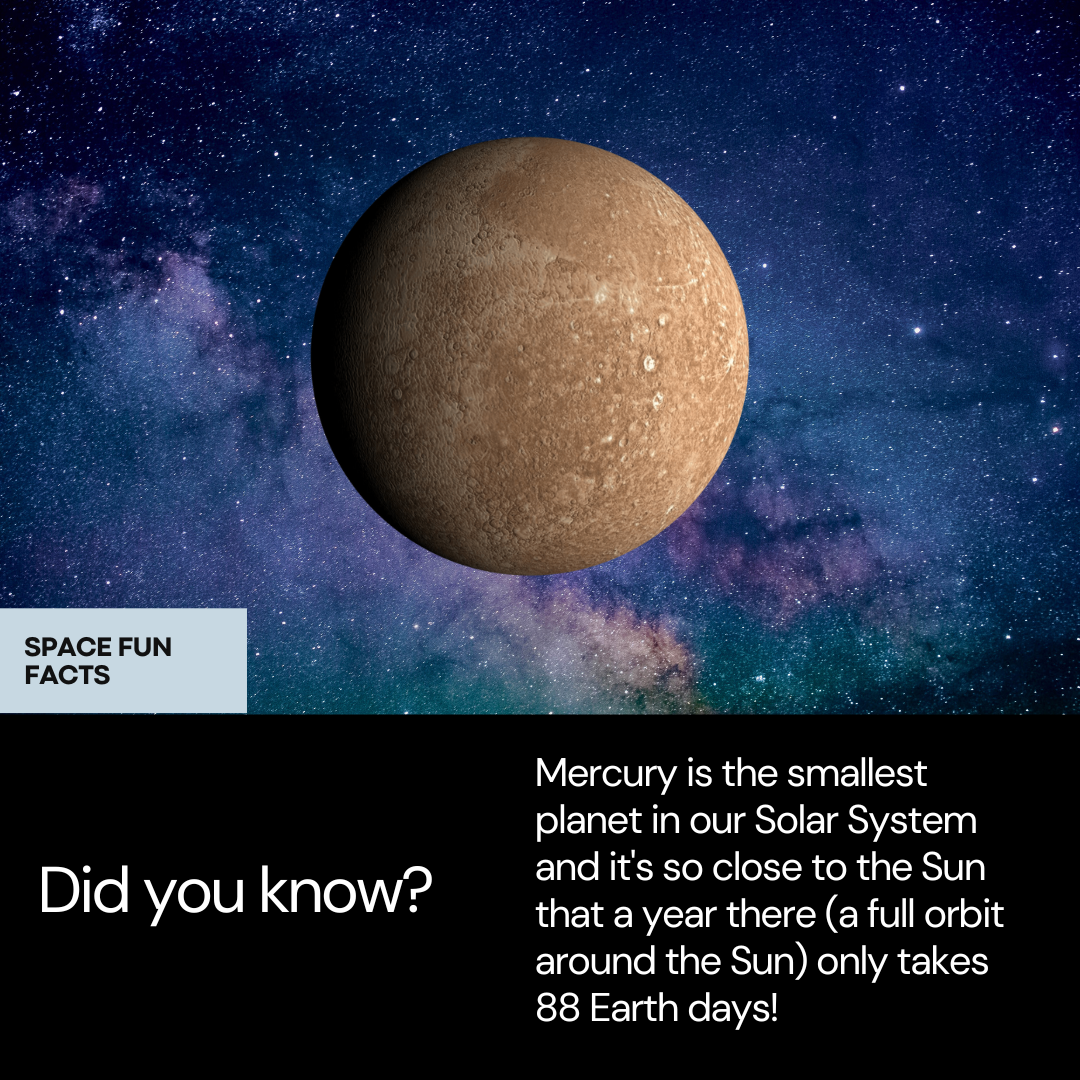 SPACE FUN
FACTS
Did you know?
Mercury is the smallest
planet in our Solar System
and it's so close to the Sun
that a year there (a full orbit
around the Sun) only takes
88 Earth days!